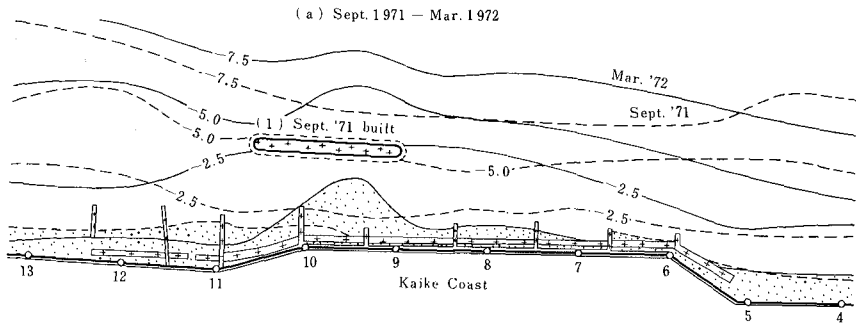 (a) Sept. 1971 — Mar. 1972
7.5
7.5
Mar. '72
Sept. '71
5.0
(1) Sept. '71 built
5.0
2.5
5.0
2.5
2.5
2.5
13 12 11 10 9 8 7 6 5 4
Kaike Coast